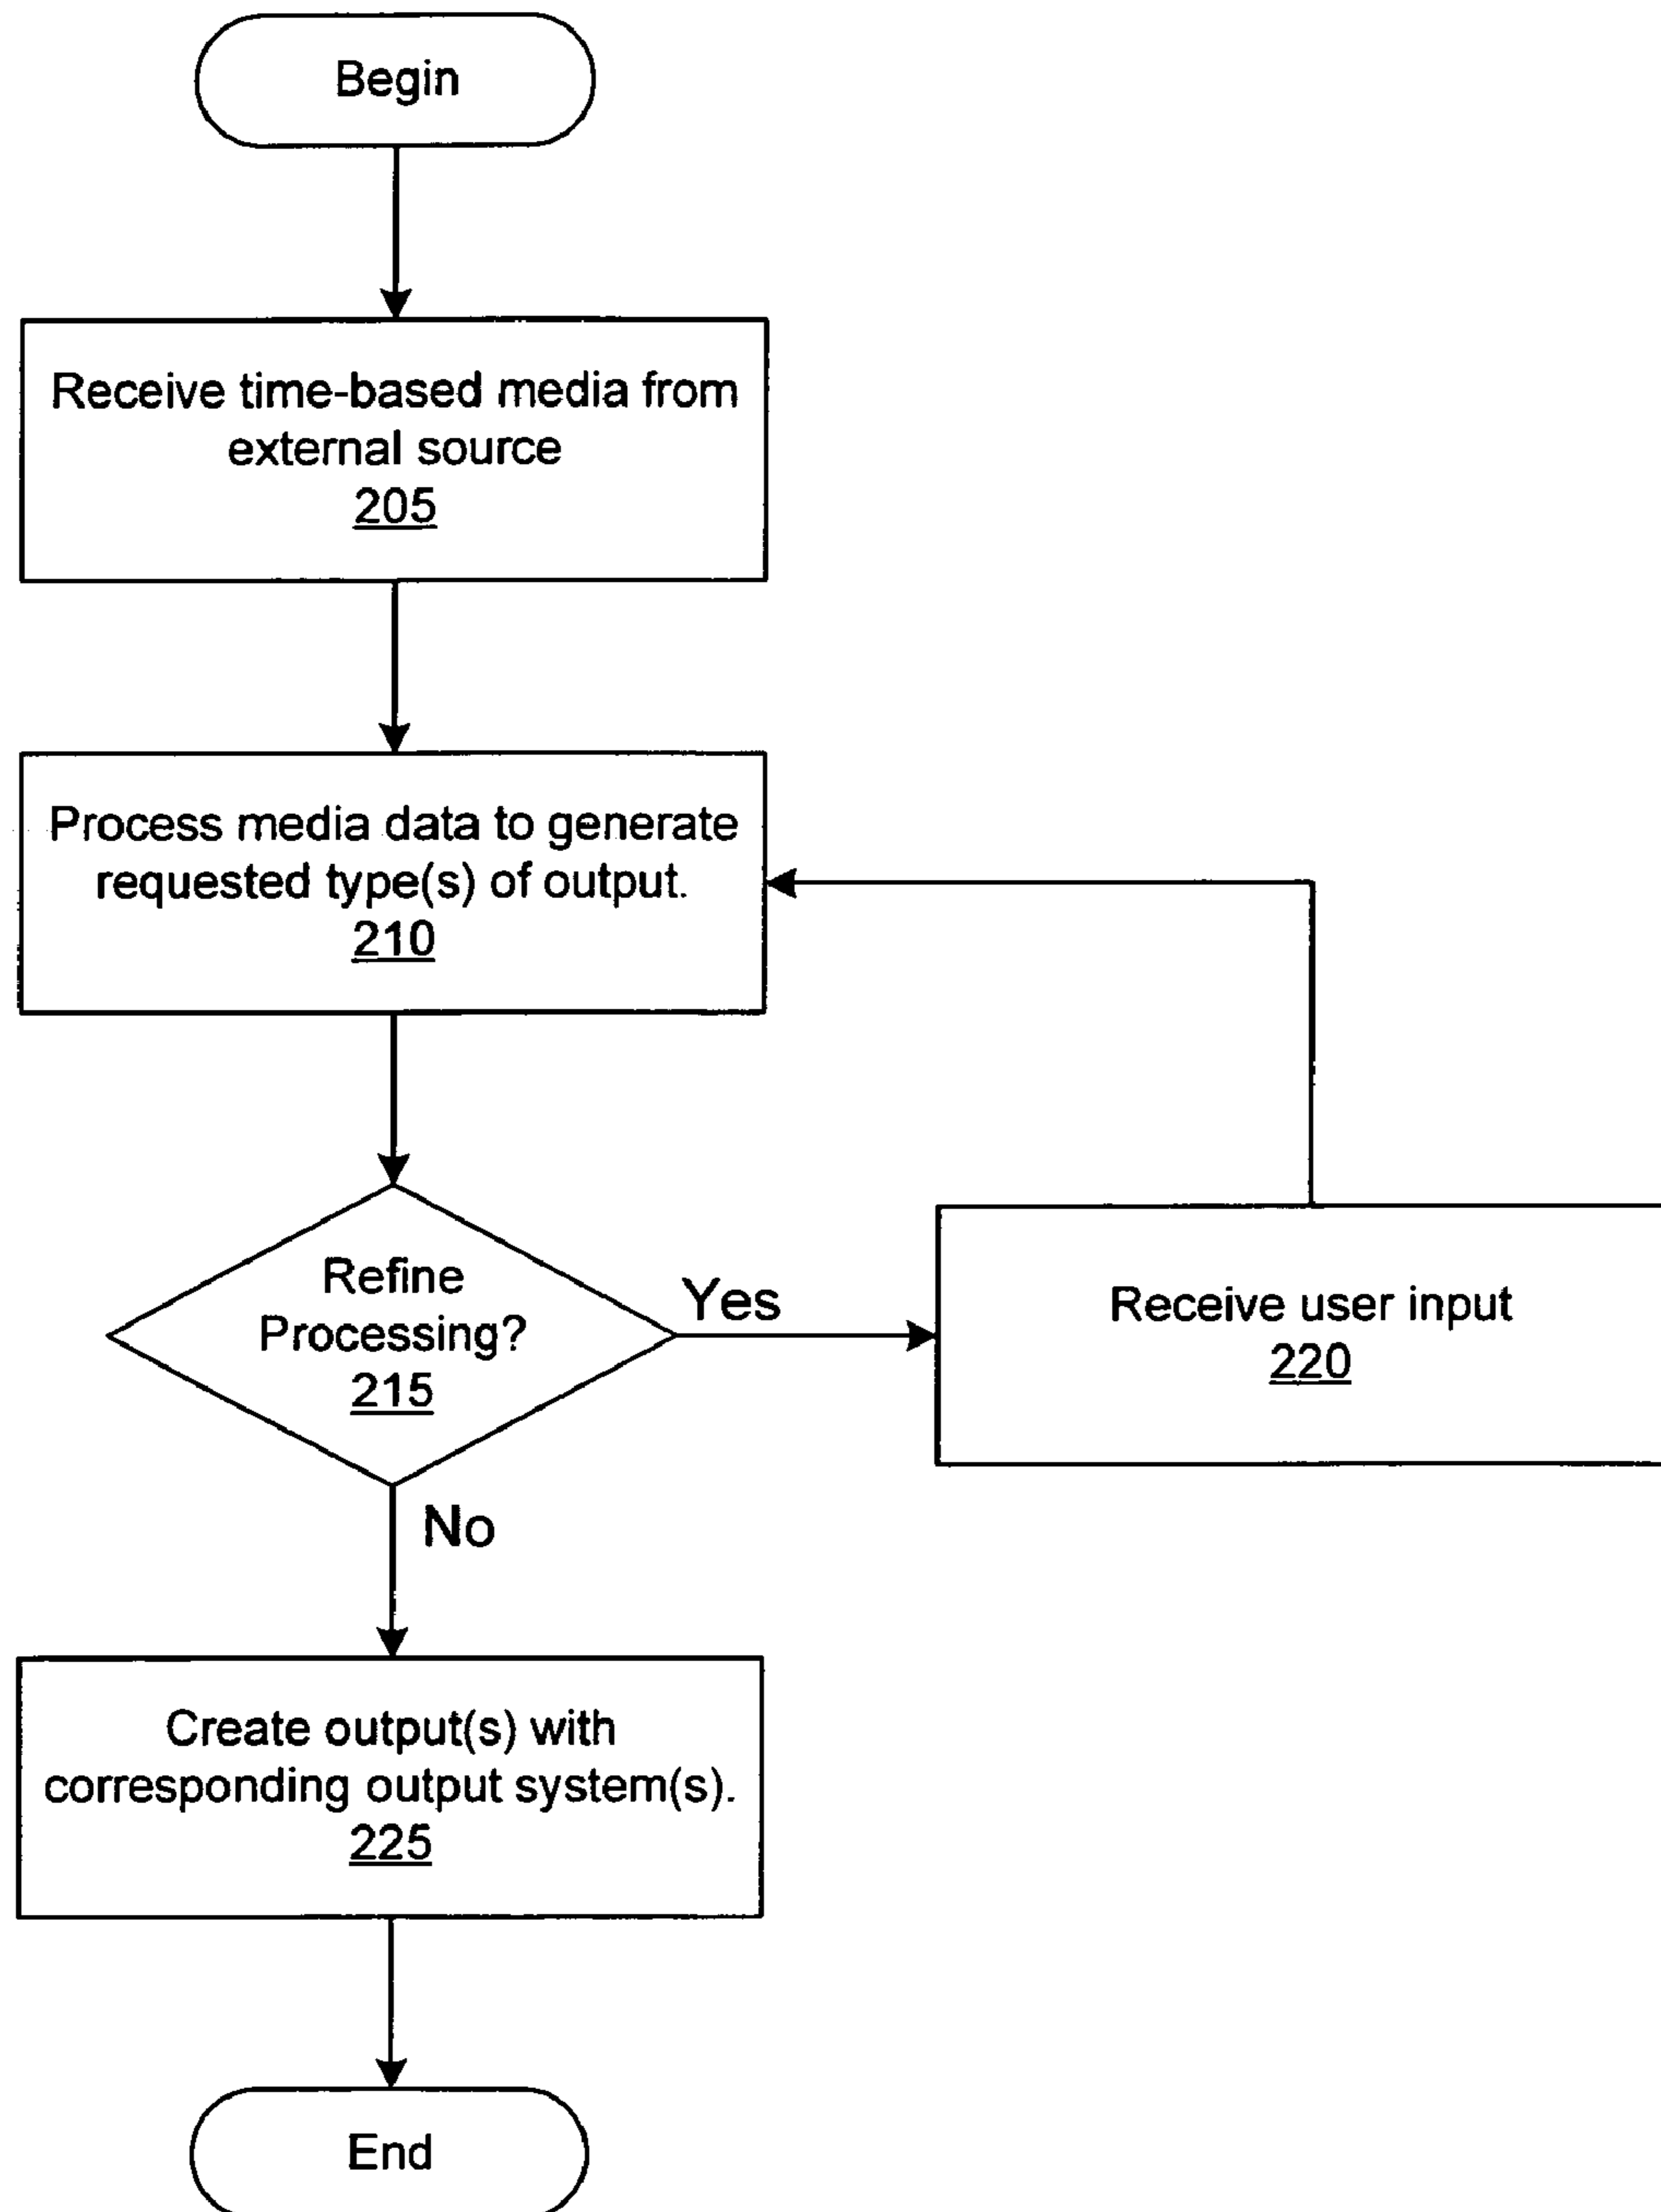 Begin
Receive time-based media from
external source
205
Process media data to generate
requested type(s) of output.
210
Refine
Processing?
215
Yes
Receive user input
220
No
Create output(s) with
corresponding output system(s).
225
End